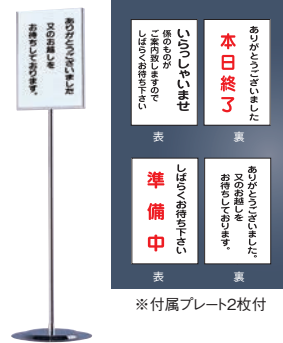 ありがとうございました
又のお越しを
お待ちしております。
いらっしゃいませ
係のものが
ご案内致しますので
しばらくお待ち下さい
表
ありがとうございました
本日終了
裏
しばらくお待ち下さい
準備中
表
ありがとうございました。
又のお越しを
お待ちしております。
裏
※付属プレート2枚付